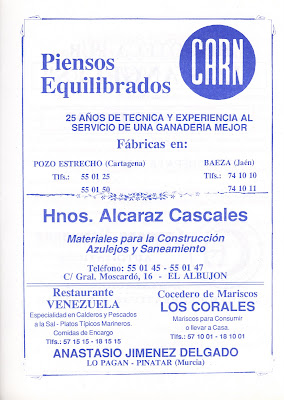 Piensos
Equilibrados
CARN
25 AÑOS DE TECNICA Y EXPERIENCIA AL
SERVICIO DE UNA GANADERIA MEJOR
Fábricas en:
POZO ESTRECHO (Cartagena) BAEZA (Jaén)
Tlfs.: 55 01 25 Tlfs.: 74 10 10
55 01 50 74 10 11
Hnos. Alcaraz Cascales
Materiales para la Construcción
Azulejos y Saneamiento
Teléfono: 55 01 45 - 55 01 47
C/ Gral. Moscardó, 16 - EL ALBUJON
Restaurante
VENEZUELA
Especialidad en Calderos y Pescados
a la Sal - Platos Típicos Marineros.
Comidas de Encargo
Tlfs.: 57 15 15 - 18 15 15
Cocedero de Mariscos
LOS CORALES
Mariscos para Consumir
o llevar a Casa.
Tlfs.: 57 10 01 - 18 10 01
ANASTASIO JIMENEZ DELGADO
LO PAGAN - PINATAR (Murcia)